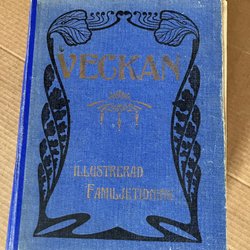 VECKAN
ILLUSTRERAD
FAMILJETIDNING